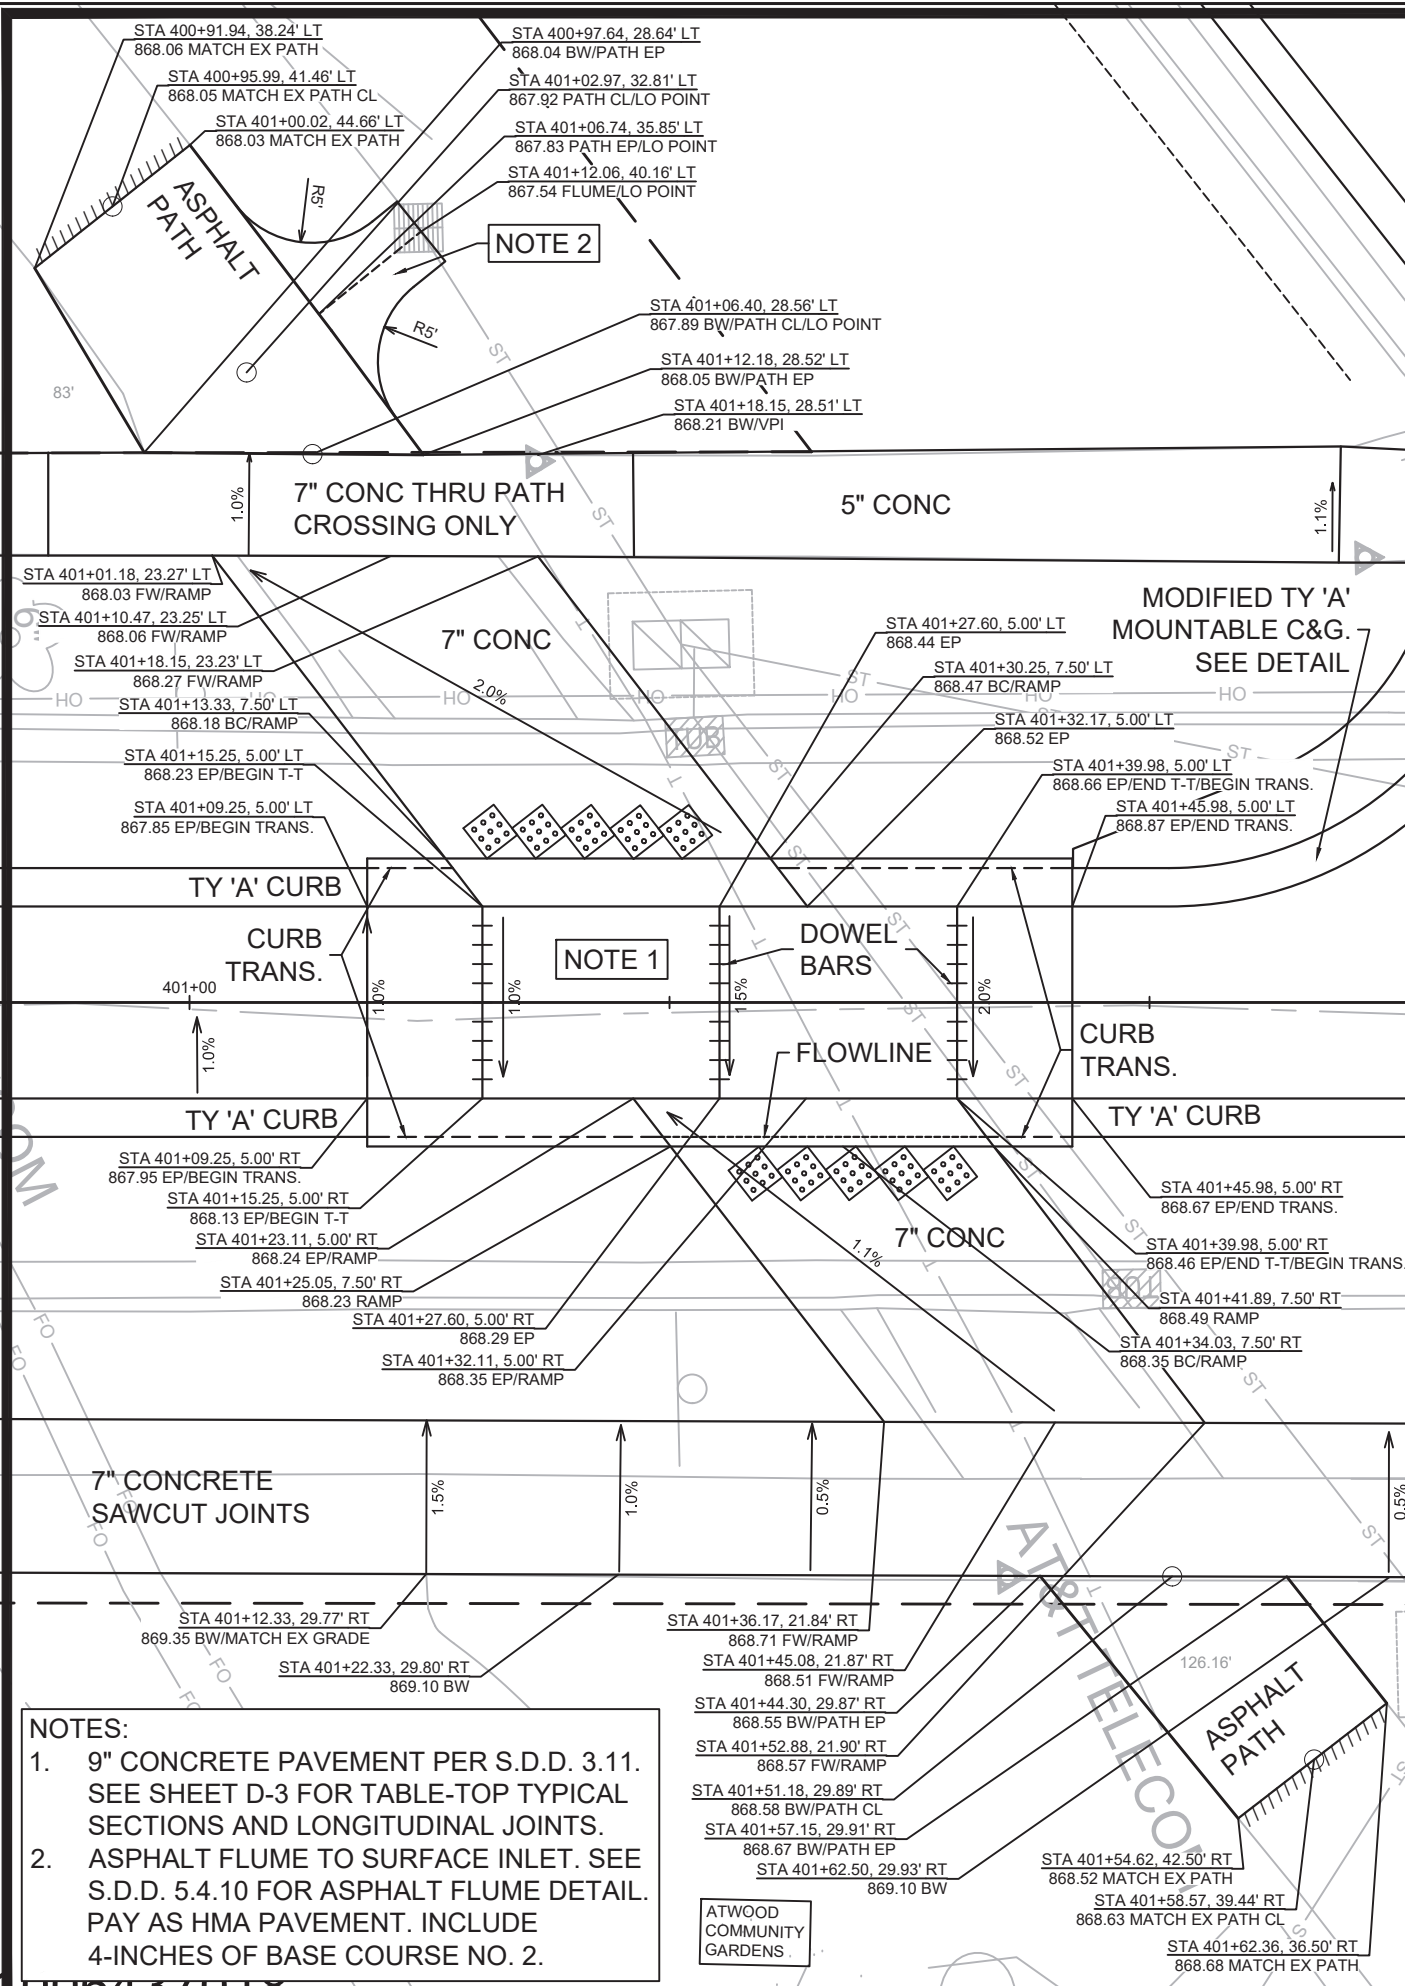 STA 400+91.94, 38.24' LT
868.06 MATCH EX PATH
STA 400+95.99, 41.46' LT
868.05 MATCH EX PATH CL
STA 401+00.02, 44.66' LT
868.03 MATCH EX PATH
STA 400+97.64, 28.64' LT
868.04 BW/PATH EP
STA 401+02.97, 32.81' LT
867.92 PATH CL/LO POINT
STA 401+06.74, 35.85' LT
867.83 PATH EP/LO POINT
STA 401+12.06, 40.16' LT
867.54 FLUME/LO POINT
ASPHALT
PATH
R5'
NOTE 2
R5'
ST
83'
STA 401+06.40, 28.56' LT
867.89 BW/PATH CL/LO POINT
STA 401+12.18, 28.52' LT
868.05 BW/PATH EP
STA 401+18.15, 28.51' LT
868.21 BW/VPI
1.0%
7" CONC THRU PATH
CROSSING ONLY
ST
5" CONC
1.1%
STA 401+01.18, 23.27' LT
868.03 FW/RAMP
STA 401+10.47, 23.25' LT
868.06 FW/RAMP
STA 401+18.15, 23.23' LT
868.27 FW/RAMP
STA 401+13.33, 7.50' LT
868.18 BC/RAMP
STA 401+15.25, 5.00' LT
868.23 EP/BEGIN T-T
STA 401+09.25, 5.00' LT
867.85 EP/BEGIN TRANS.
7" CONC
2.0%
HO
HO
HO
HO
HO
HO
HO
T
T
ST
ST
ST
ST
ST
STA 401+27.60, 5.00' LT
868.44 EP
STA 401+30.25, 7.50' LT
868.47 BC/RAMP
STA 401+32.17, 5.00' LT
868.52 EP
STA 401+39.98, 5.00' LT
868.66 EP/END T-T/BEGIN TRANS.
STA 401+45.98, 5.00' LT
868.87 EP/END TRANS.
MODIFIED TY 'A'
MOUNTABLE C&G.
SEE DETAIL
TY 'A' CURB
CURB
TRANS.
401+00
1.0%
1.0%
1.0%
NOTE 1
1.5%
DOWEL
BARS
2.0%
FLOWLINE
CURB
TRANS.
TY 'A' CURB
TY 'A' CURB
STA 401+09.25, 5.00' RT
867.95 EP/BEGIN TRANS.
STA 401+15.25, 5.00' RT
868.13 EP/BEGIN T-T
STA 401+23.11, 5.00' RT
868.24 EP/RAMP
STA 401+25.05, 7.50' RT
868.23 RAMP
STA 401+27.60, 5.00' RT
868.29 EP
STA 401+32.11, 5.00' RT
868.35 EP/RAMP
7" CONC
1.1%
STA 401+45.98, 5.00' RT
868.67 EP/END TRANS.
STA 401+39.98, 5.00' RT
868.46 EP/END T-T/BEGIN TRANS.
STA 401+41.89, 7.50' RT
868.49 RAMP
STA 401+34.03, 7.50' RT
868.35 BC/RAMP
7" CONCRETE
SAWCUT JOINTS
1.5%
1.0%
0.5%
0.5%
FO
FO
FO
FO
FO
FO
AT&T TELECOM
STA 401+12.33, 29.77' RT
869.35 BW/MATCH EX GRADE
STA 401+22.33, 29.80' RT
869.10 BW
STA 401+36.17, 21.84' RT
868.71 FW/RAMP
STA 401+45.08, 21.87' RT
868.51 FW/RAMP
STA 401+44.30, 29.87' RT
868.55 BW/PATH EP
STA 401+52.88, 21.90' RT
868.57 FW/RAMP
STA 401+51.18, 29.89' RT
868.58 BW/PATH CL
STA 401+57.15, 29.91' RT
868.67 BW/PATH EP
STA 401+62.50, 29.93' RT
869.10 BW
126.16'
ASPHALT
PATH
STA 401+54.62, 42.50' RT
868.52 MATCH EX PATH
STA 401+58.57, 39.44' RT
868.63 MATCH EX PATH CL
STA 401+62.36, 36.50' RT
868.68 MATCH EX PATH
NOTES:
1. 9" CONCRETE PAVEMENT PER S.D.D. 3.11.
SEE SHEET D-3 FOR TABLE-TOP TYPICAL
SECTIONS AND LONGITUDINAL JOINTS.
2. ASPHALT FLUME TO SURFACE INLET. SEE
S.D.D. 5.4.10 FOR ASPHALT FLUME DETAIL.
PAY AS HMA PAVEMENT. INCLUDE
4-INCHES OF BASE COURSE NO. 2.
ATWOOD
COMMUNITY
GARDENS